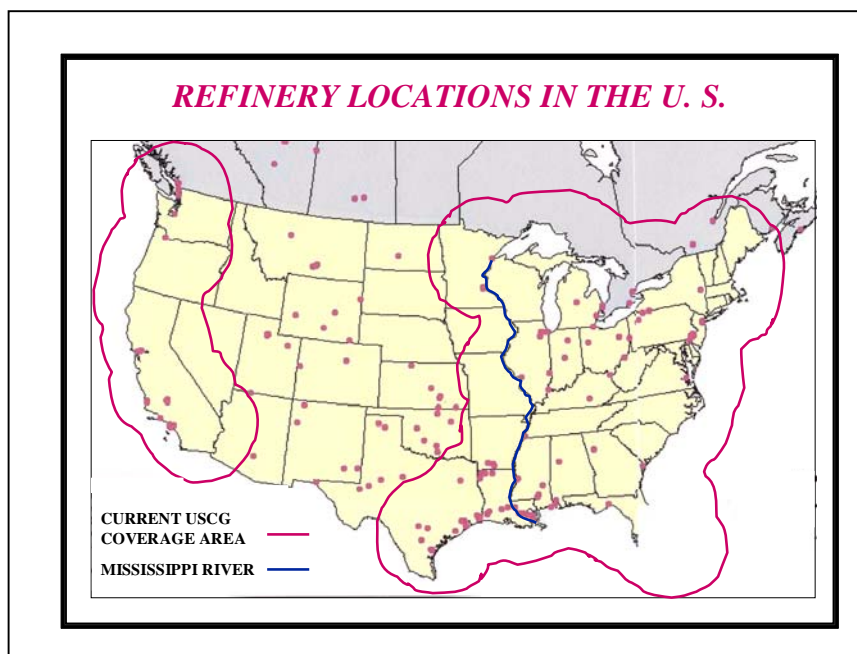 REFINERY LOCATIONS IN THE U. S.
CURRENT USCG
COVERAGE AREA
MISSISSIPPI RIVER